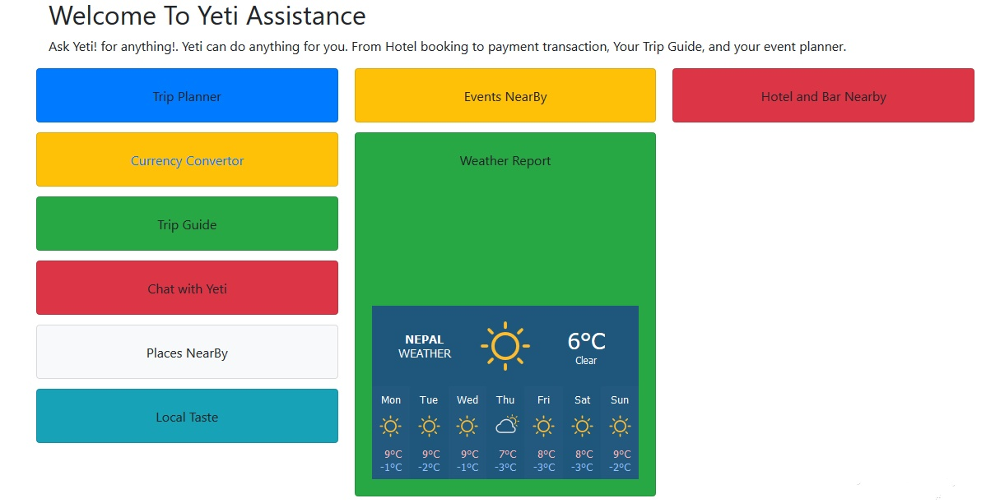 Welcome To Yeti Assistance
Ask Yeti! for anything!. Yeti can do anything for you. From Hotel booking to payment transaction, Your Trip Guide, and your event planner.
Trip Planner
Events NearBy
Hotel and Bar Nearby
Currency Convertor
Trip Guide
Chat with Yeti
Places NearBy
Local Taste
Weather Report
NEPAL
WEATHER
6°C
Clear
Mon Tue Wed Thu Fri Sat Sun
9°C 9°C 9°C 7°C 8°C 8°C 9°C
-1°C -2°C -1°C -3°C -3°C -3°C -2°C